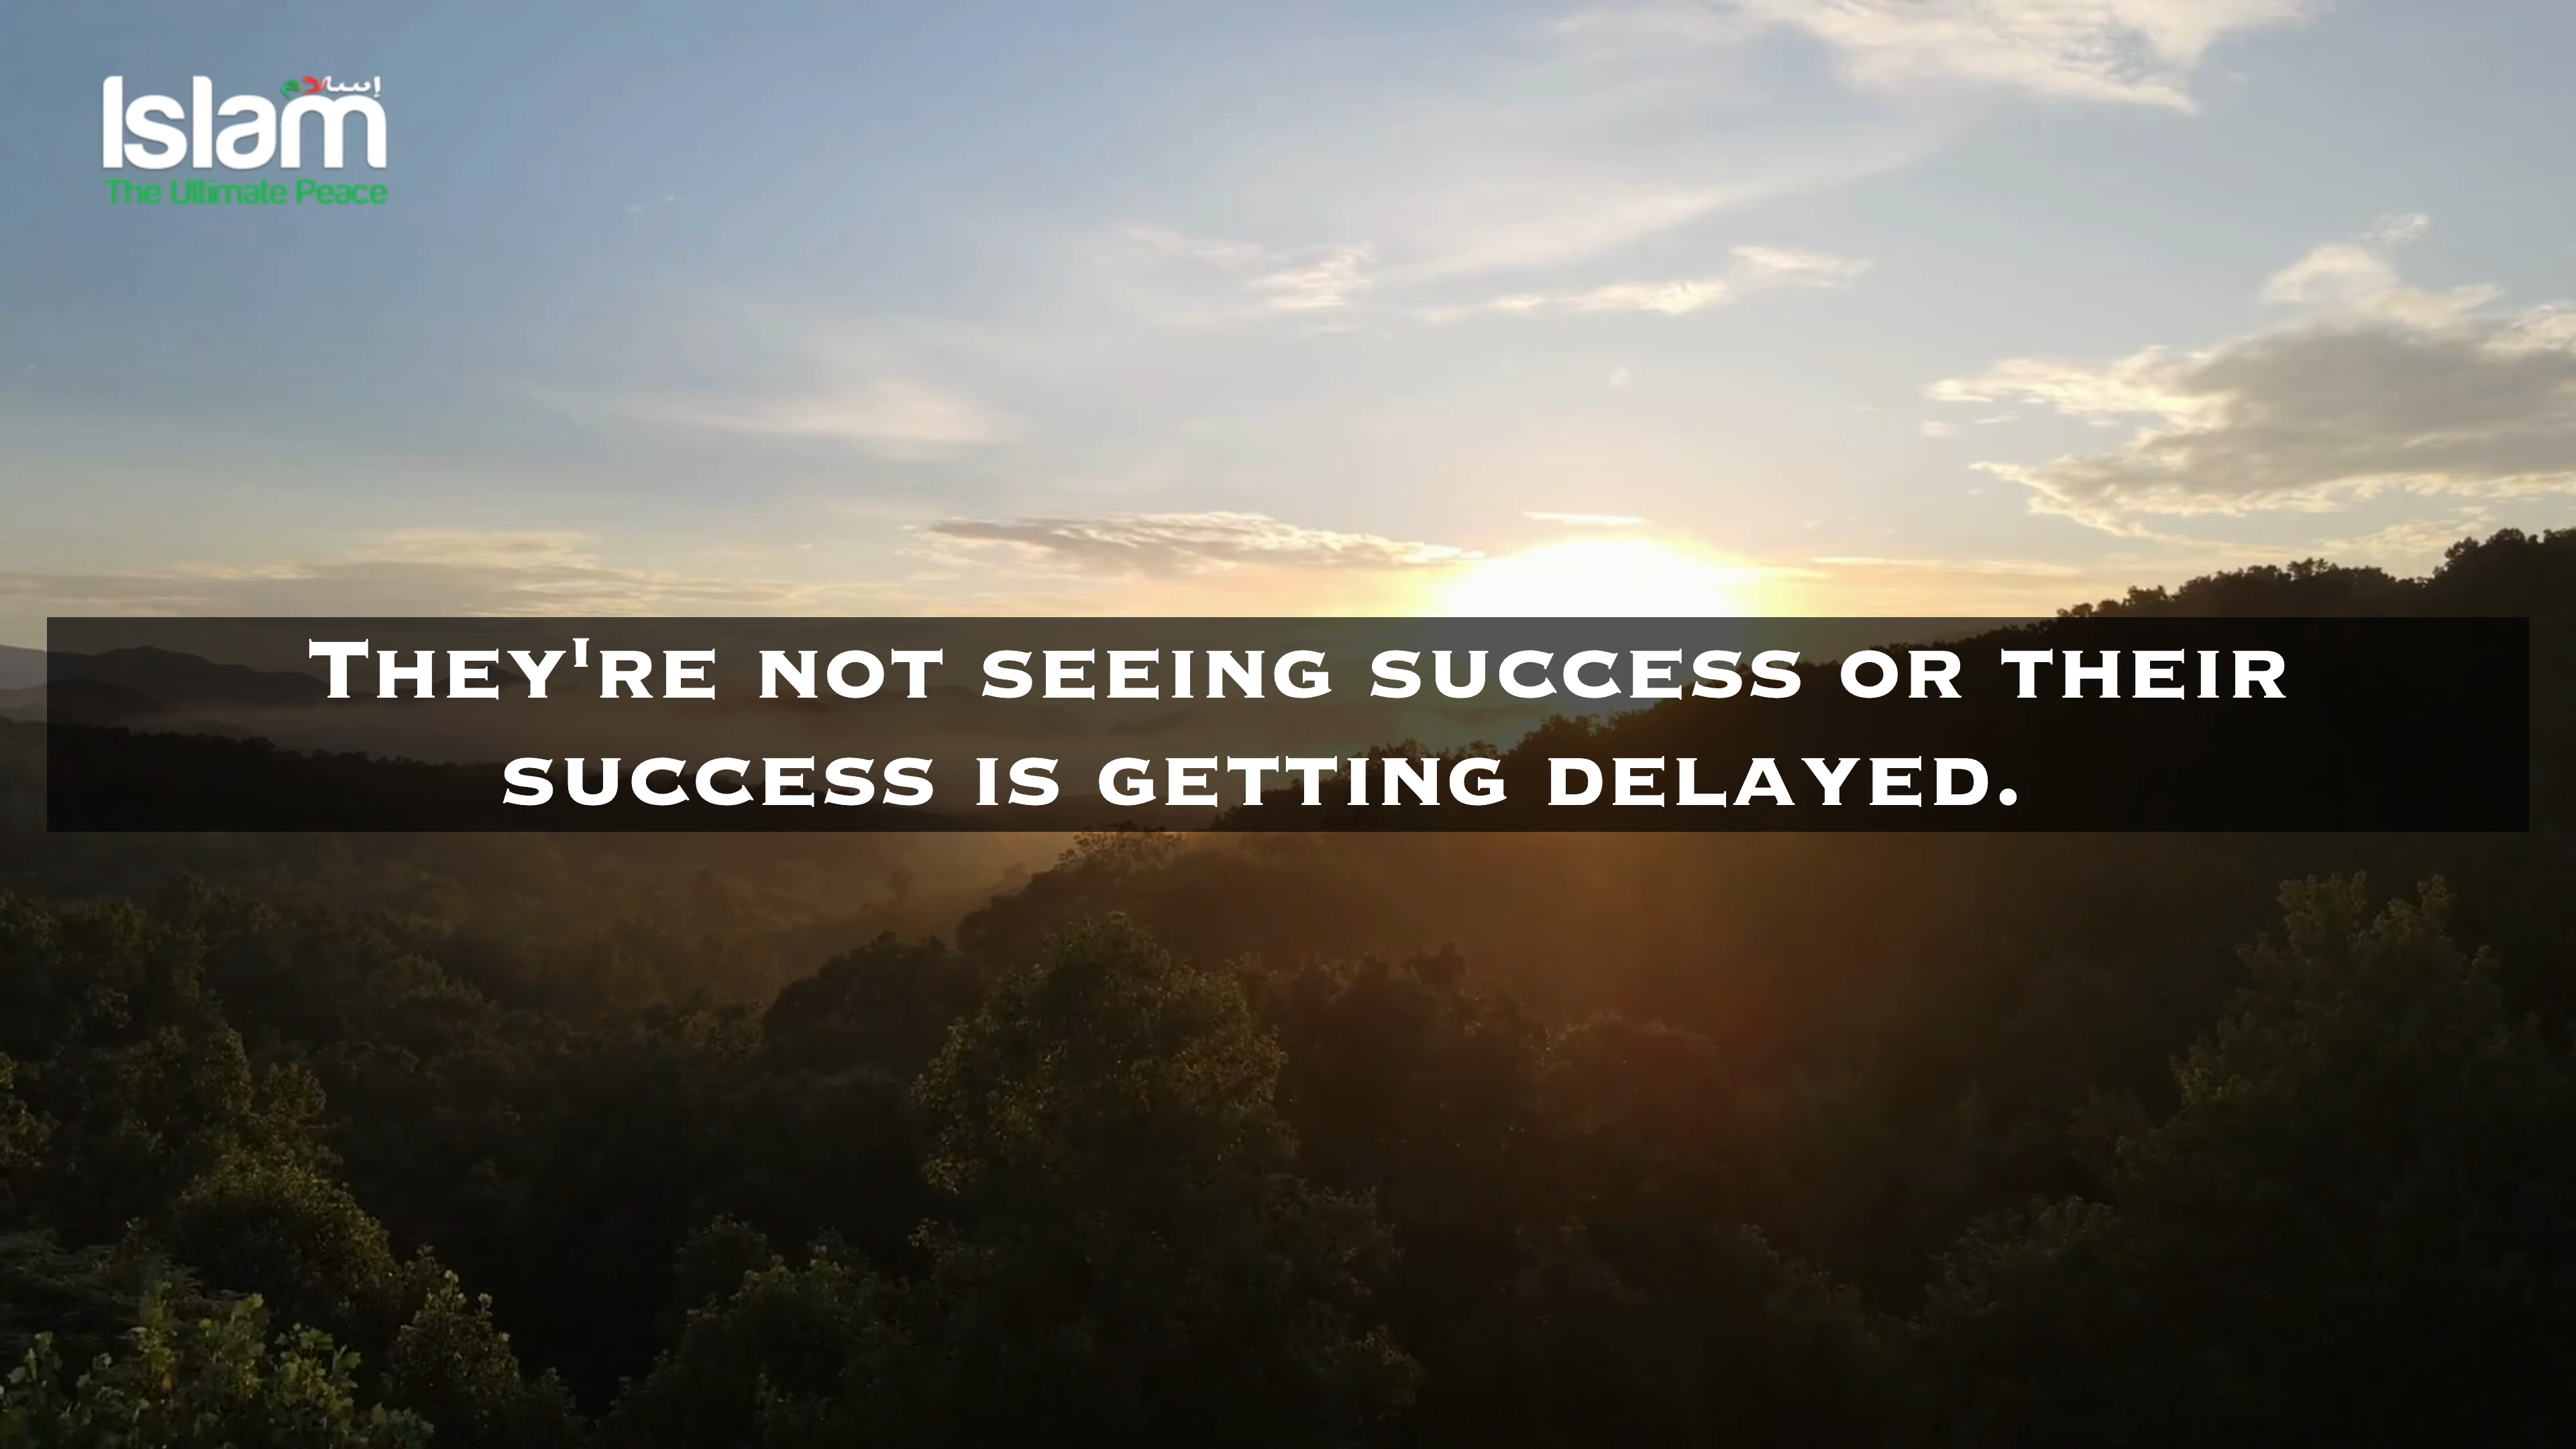 إسلام
Islam
The Ultimate Peace
They're not seeing success or their
success is getting delayed.